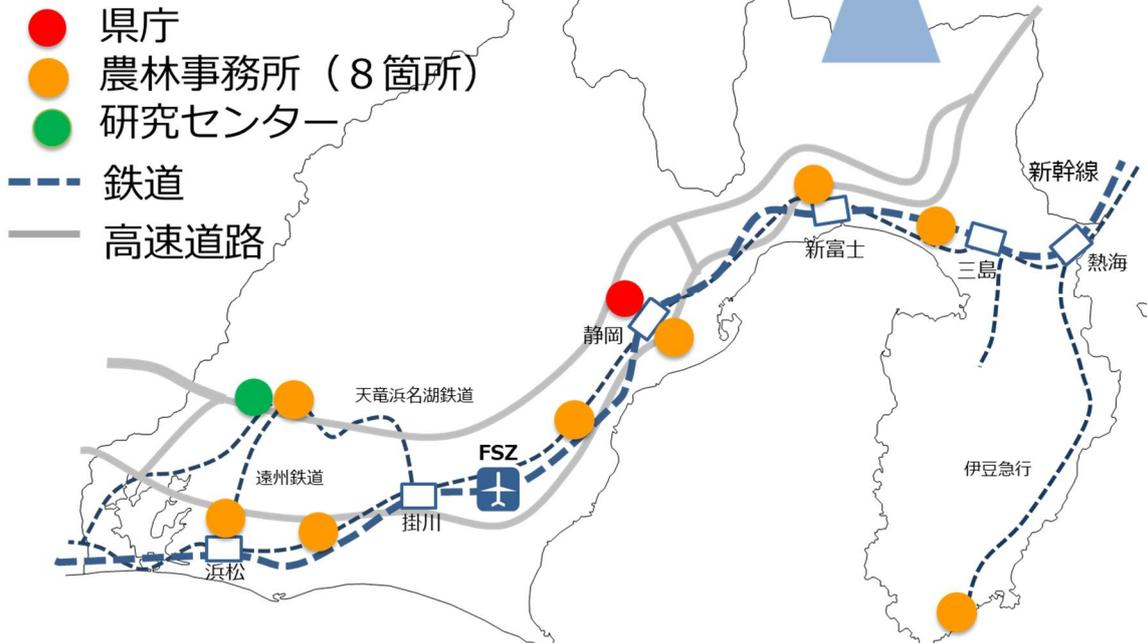 県庁
農林事務所（８箇所）
研究センター
鉄道
高速道路
新幹線
新富士
三島
熱海
静岡
天竜浜名湖鉄道
FSZ
遠州鉄道
伊豆急行
掛川
浜松